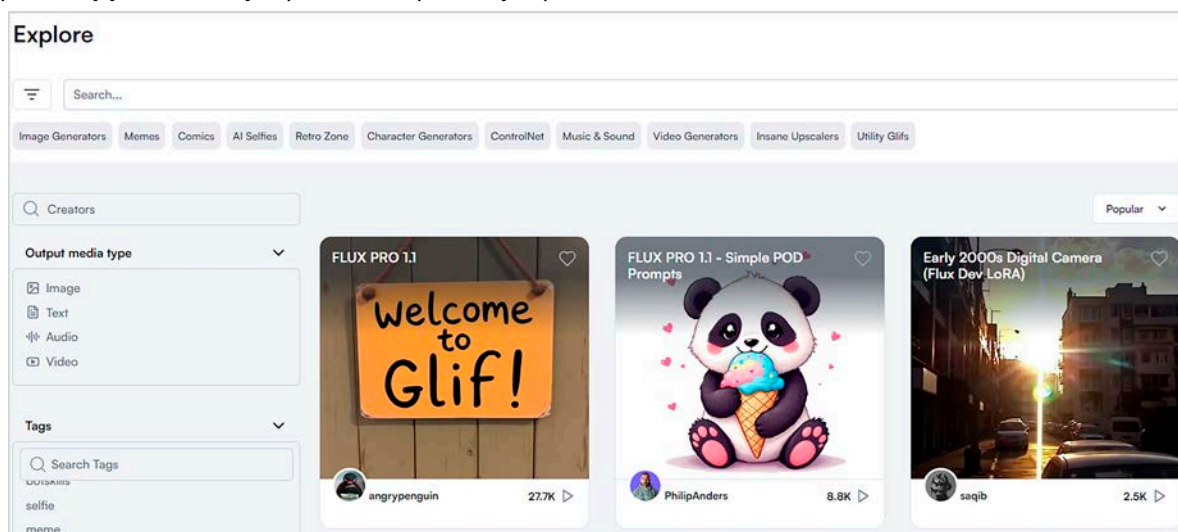 Explore
Search...
Image Generators Memes Comics AI Selfies Retro Zone Character Generators ControlNet Music & Sound Video Generators Insane Upscalers Utility Glifs
Creators
Popular
Output media type
Image
Text
Audio
Video
Tags
Search Tags
selfie
meme
FLUX PRO 1.1
welcome
to
Glif!
angrypenguin 27.7K
FLUX PRO 1.1 - Simple POD
Prompts
PhilipAnders 8.8K
Early 2000s Digital Camera
(Flux Dev LoRA)
saqib 2.5K